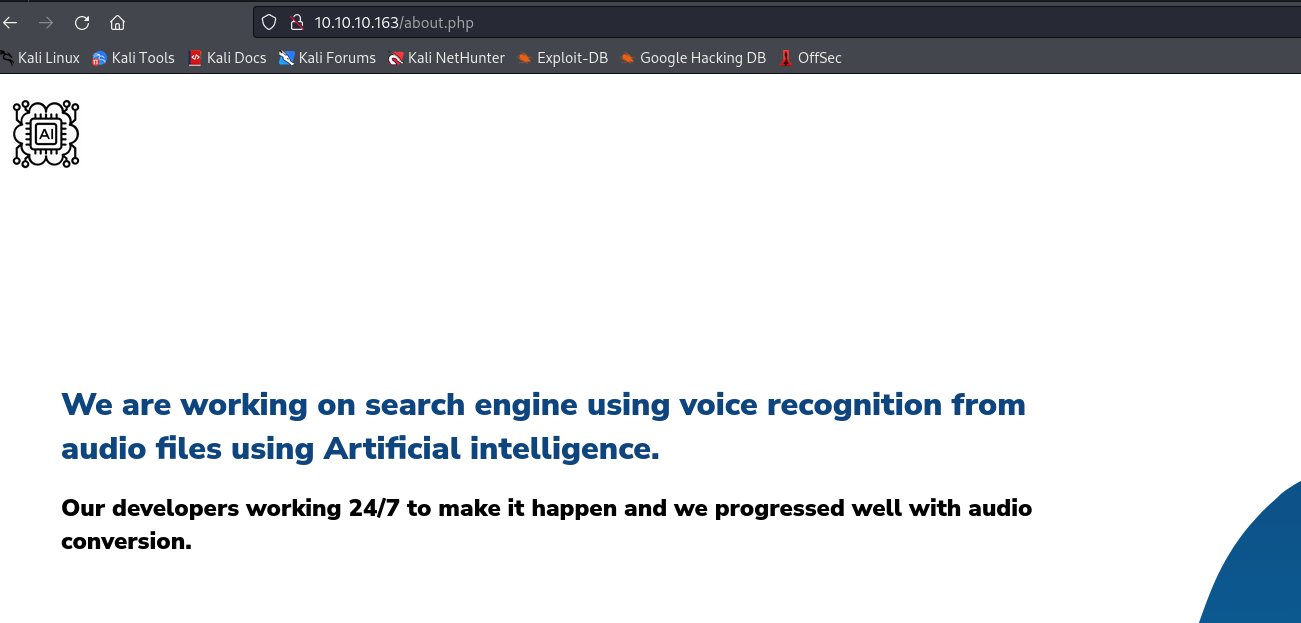 10.10.10.163/about.php
Kali Linux Kali Tools Kali Docs Kali Forums Kali NetHunter Exploit-DB Google Hacking DB OffSec
AI
We are working on search engine using voice recognition from
audio files using Artificial intelligence.
Our developers working 24/7 to make it happen and we progressed well with audio
conversion.